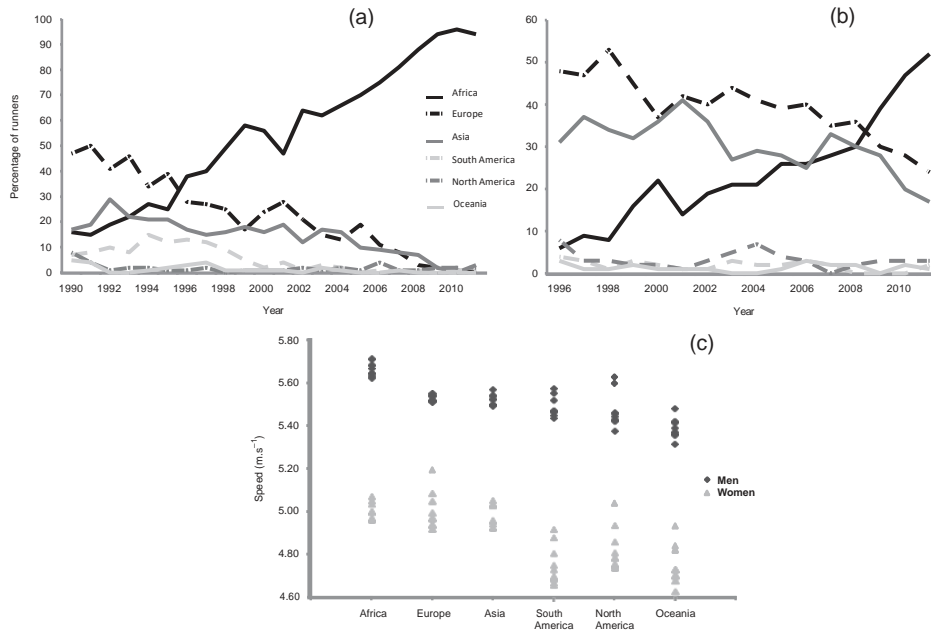 (a)
100
90
80
70
60
50
40
30
20
10
0
Percentage of runners
Africa
Europe
Asia
South America
North America
Oceania
1990 1992 1994 1996 1998 2000 2002 2004 2006 2008 2010
Year
(b)
60
50
40
30
20
10
0
1996 1998 2000 2002 2004 2006 2008 2010
Year
(c)
5.80
5.60
5.40
5.20
5.00
4.80
4.60
Speed (m.s⁻¹)
Men
Women
Africa Europe Asia South America North America Oceania